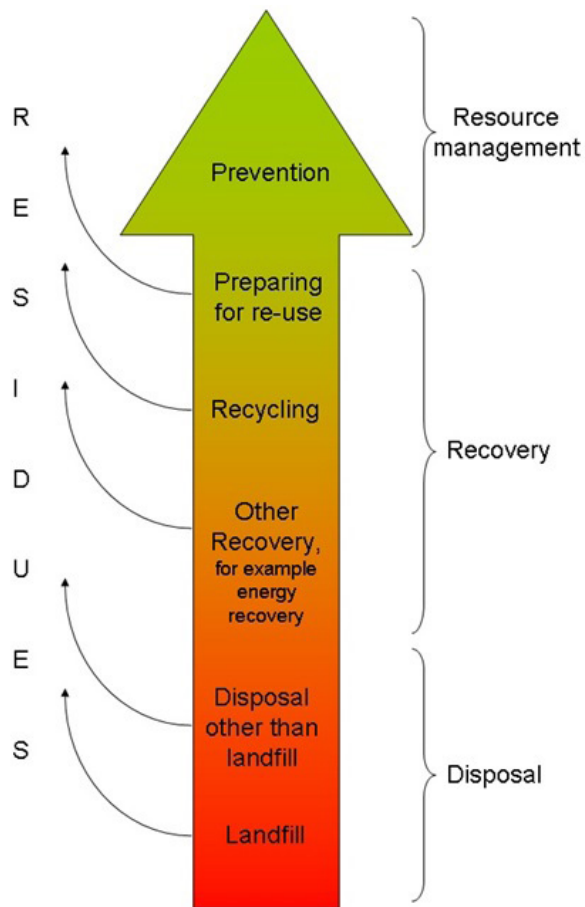 R
E
S
I
D
U
E
S
Prevention
Preparing
for re-use
Recycling
Other
Recovery,
for example
energy
recovery
Disposal
other than
landfill
Landfill
Resource
management
Recovery
Disposal